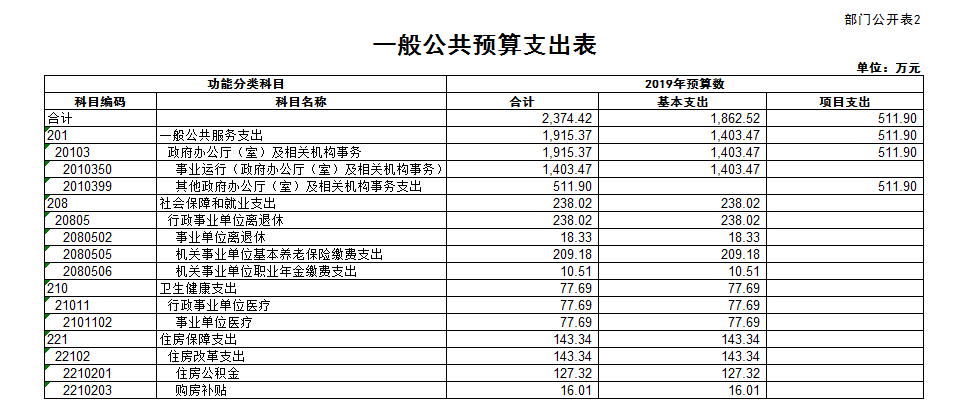 部门公开表2
一般公共预算支出表
单位：万元
功能分类科目 2019年预算数
科目编码 科目名称 合计 基本支出 项目支出
合计 2,374.42 1,862.52 511.90
201 一般公共服务支出 1,915.37 1,403.47 511.90
20103 政府办公厅（室）及相关机构事务 1,915.37 1,403.47 511.90
2010350 事业运行（政府办公厅（室）及相关机构事务） 1,403.47 1,403.47
2010399 其他政府办公厅（室）及相关机构事务支出 511.90 511.90
208 社会保障和就业支出 238.02 238.02
20805 行政事业单位离退休 238.02 238.02
2080502 事业单位离退休 18.33 18.33
2080505 机关事业单位基本养老保险缴费支出 209.18 209.18
2080506 机关事业单位职业年金缴费支出 10.51 10.51
210 卫生健康支出 77.69 77.69
21011 行政事业单位医疗 77.69 77.69
2101102 事业单位医疗 77.69 77.69
221 住房保障支出 143.34 143.34
22102 住房改革支出 143.34 143.34
2210201 住房公积金 127.32 127.32
2210203 购房补贴 16.01 16.01